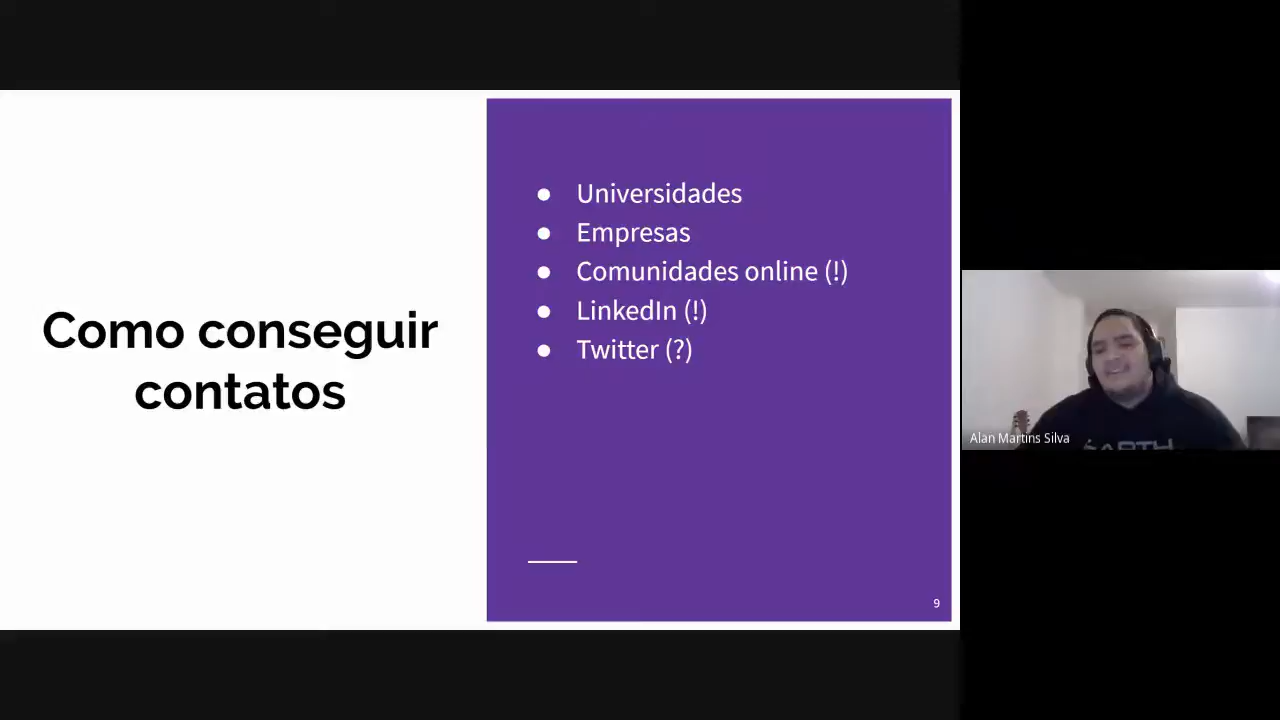 Como conseguir
contatos
● Universidades
● Empresas
● Comunidades online (!)
● LinkedIn (!)
● Twitter (?)
9
Alan Martins Silva